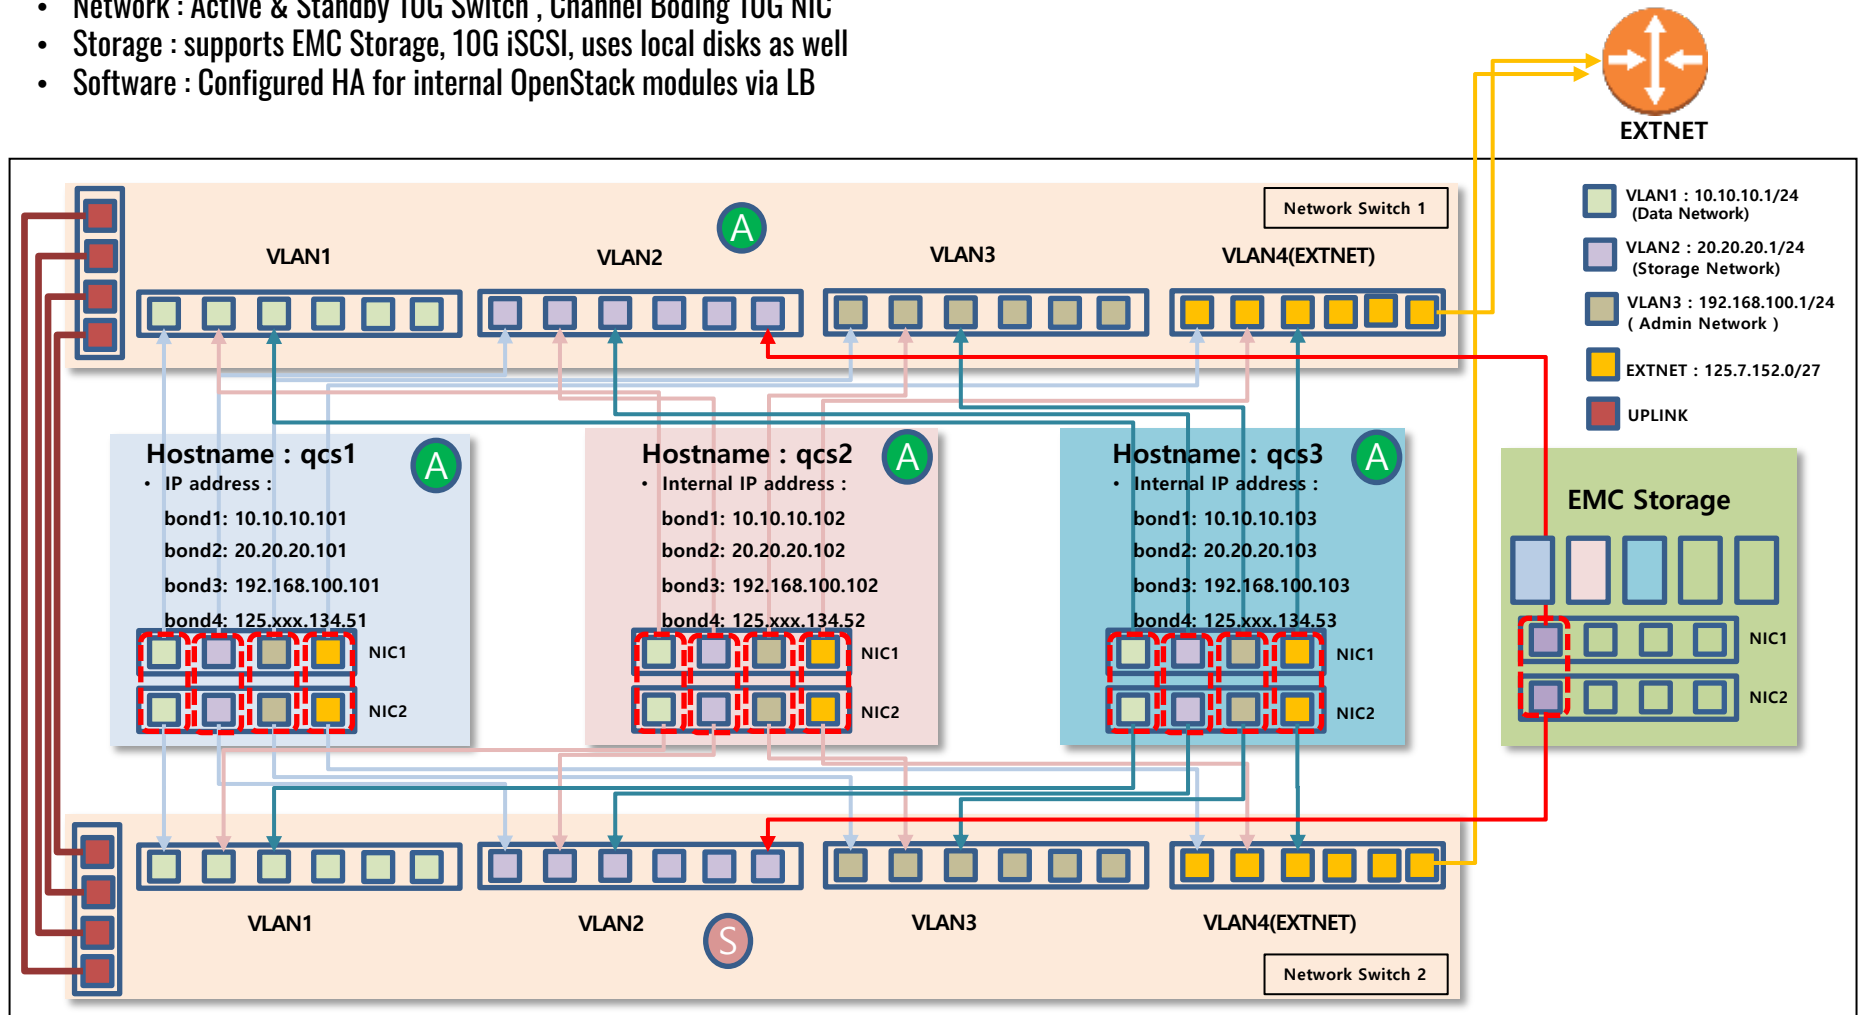 • Network : Active & Standby 10G Switch , Channel Boding 10G NIC
• Storage : supports EMC Storage, 10G iSCSI, uses local disks as well
• Software : Configured HA for internal OpenStack modules via LB
EXTNET
Network Switch 1
A
VLAN1
VLAN2
VLAN3
VLAN4(EXTNET)
VLAN1 : 10.10.10.1/24
(Data Network)
VLAN2 : 20.20.20.1/24
(Storage Network)
VLAN3 : 192.168.100.1/24
( Admin Network )
EXTNET : 125.7.152.0/27
UPLINK
Hostname : qcs1
A
• IP address :
bond1: 10.10.10.101
bond2: 20.20.20.101
bond3: 192.168.100.101
bond4: 125.xxx.134.51
NIC1
NIC2
Hostname : qcs2
A
• Internal IP address :
bond1: 10.10.10.102
bond2: 20.20.20.102
bond3: 192.168.100.102
bond4: 125.xxx.134.52
NIC1
NIC2
Hostname : qcs3
A
• Internal IP address :
bond1: 10.10.10.103
bond2: 20.20.20.103
bond3: 192.168.100.103
bond4: 125.xxx.134.53
NIC1
NIC2
EMC Storage
NIC1
NIC2
VLAN1
VLAN2
VLAN3
VLAN4(EXTNET)
S
Network Switch 2